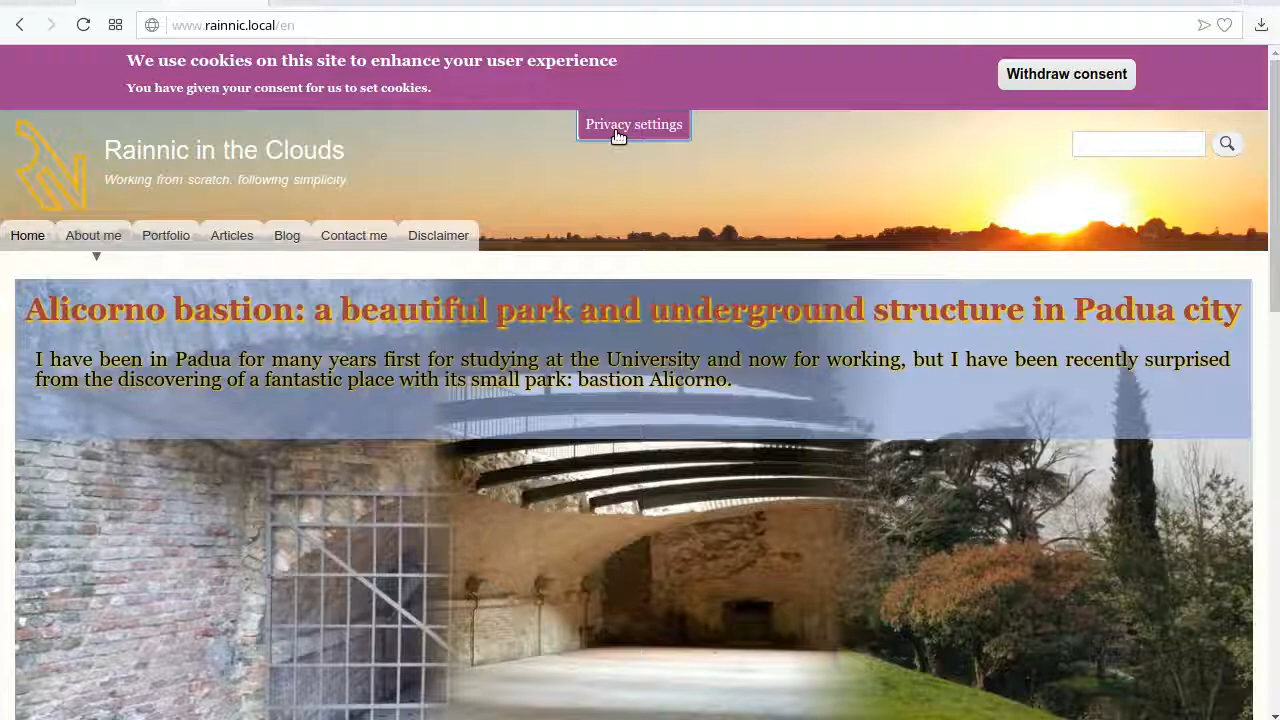 www.rainnic.local/en
We use cookies on this site to enhance your user experience
You have given your consent for us to set cookies.
Withdraw consent
Privacy settings
Rainnic in the Clouds
Working from scratch. following simplicity.
Home About me Portfolio Articles Blog Contact me Disclaimer
Alicorno bastion: a beautiful park and underground structure in Padua city
I have been in Padua for many years first for studying at the University and now for working, but I have been recently surprised
from the discovering of a fantastic place with its small park: bastion Alicorno.